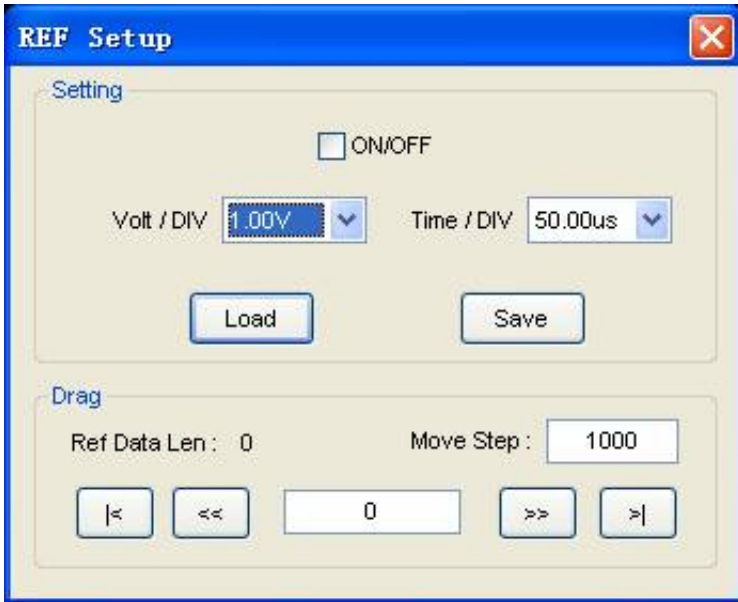 REF Setup
Setting
ON/OFF
Volt / DIV 1.00V Time / DIV 50.00us
Load Save
Drag
Ref Data Len : 0 Move Step : 1000
|< << 0 >> >|